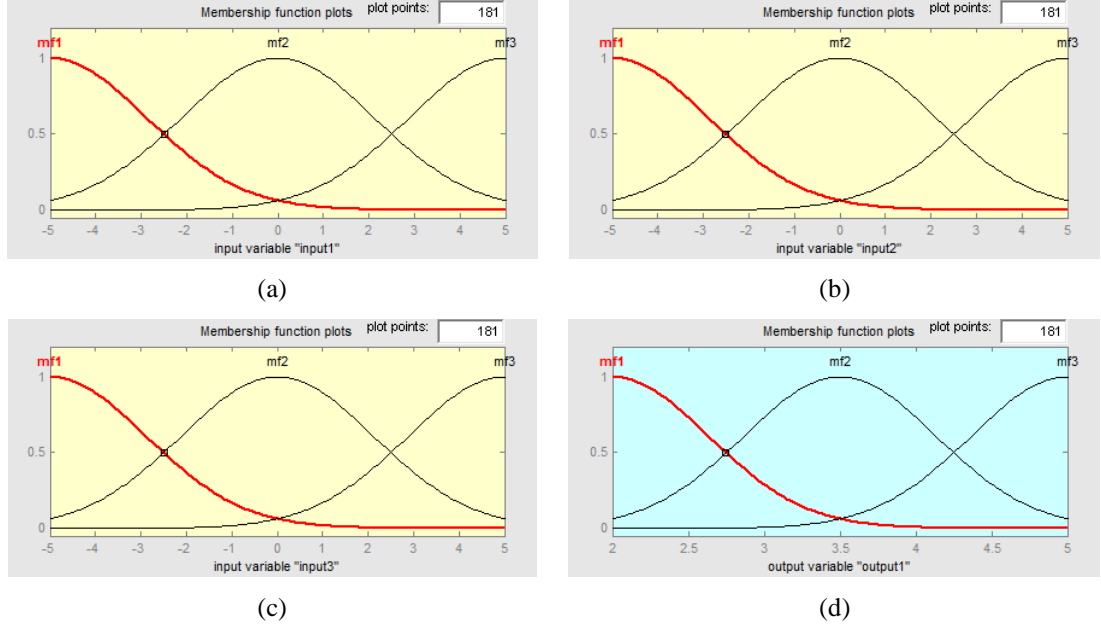 Membership function plots plot points: 181
mf1 mf2 mf3
1
0.5
0
-5 -4 -3 -2 -1 0 1 2 3 4 5
input variable "input1"
(a)
Membership function plots plot points: 181
mf1 mf2 mf3
1
0.5
0
-5 -4 -3 -2 -1 0 1 2 3 4 5
input variable "input2"
(b)
Membership function plots plot points: 181
mf1 mf2 mf3
1
0.5
0
-5 -4 -3 -2 -1 0 1 2 3 4 5
input variable "input3"
(c)
Membership function plots plot points: 181
mf1 mf2 mf3
1
0.5
0
2 2.5 3 3.5 4 4.5 5
output variable "output1"
(d)